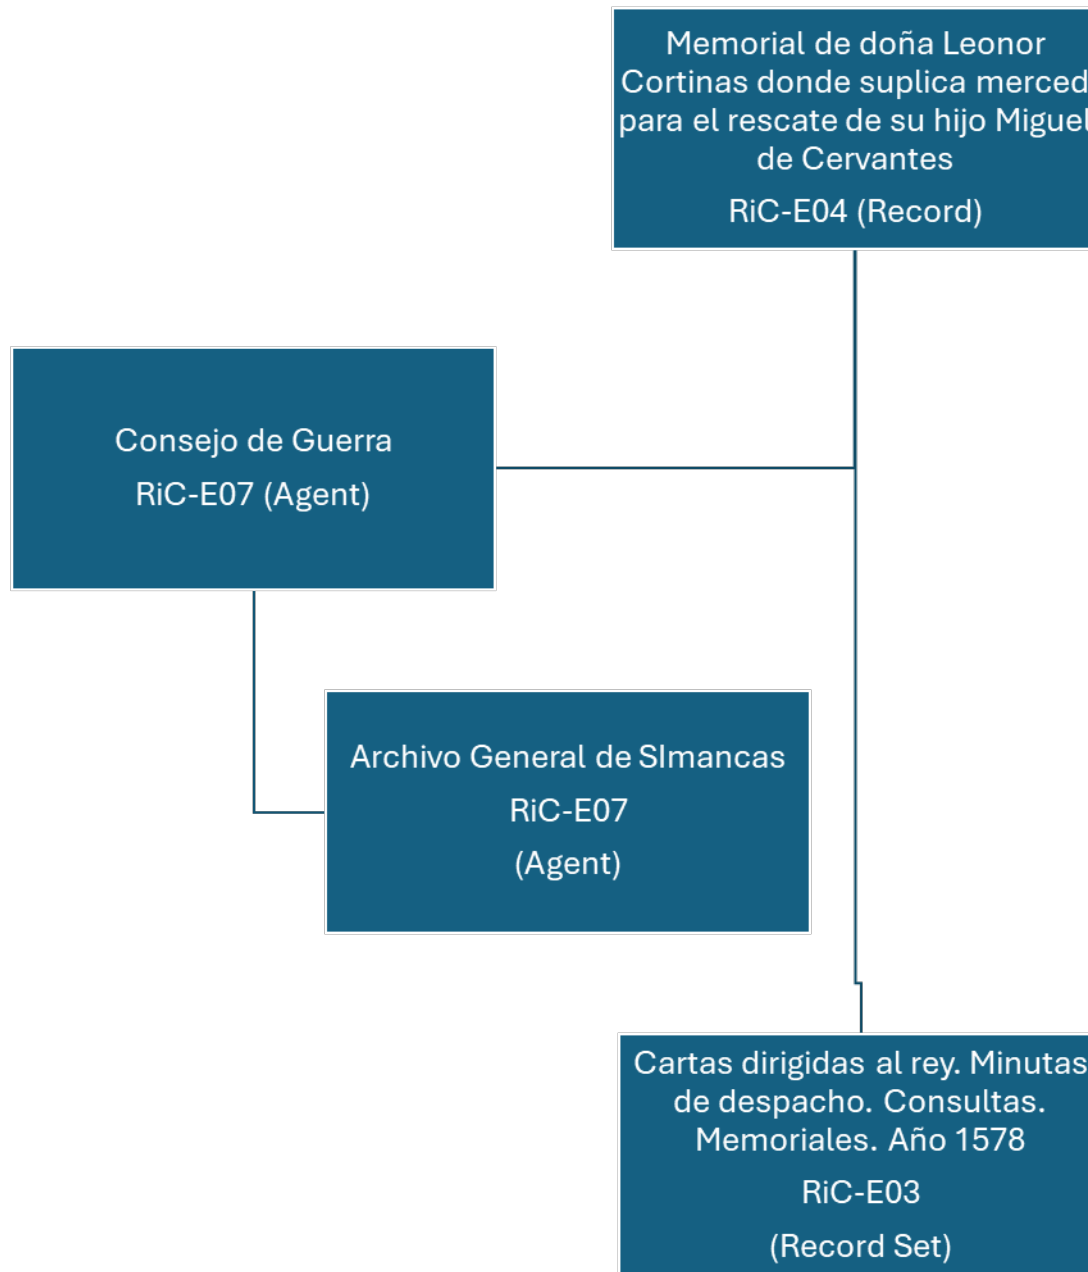 Memorial de doña Leonor
Cortinas donde suplica merced
para el rescate de su hijo Miguel
de Cervantes
RiC-E04 (Record)
Consejo de Guerra
RiC-E07 (Agent)
Archivo General de SImancas
RiC-E07
(Agent)
Cartas dirigidas al rey. Minutas
de despacho. Consultas.
Memoriales. Año 1578
RiC-E03
(Record Set)